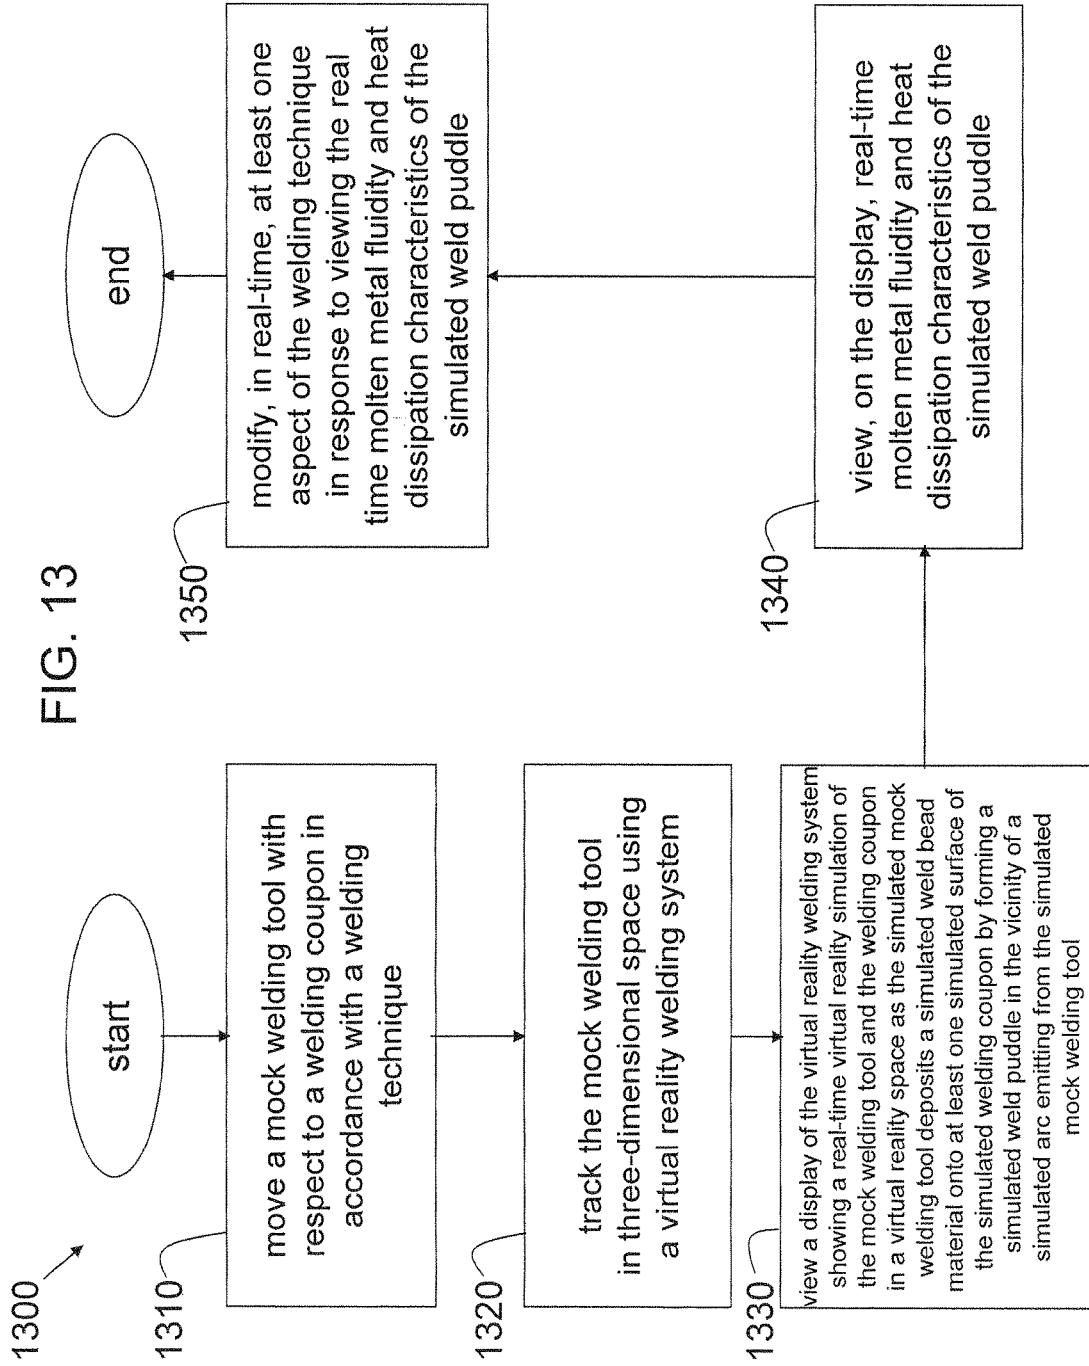 FIG. 13
1300
start
1310
move a mock welding tool with
respect to a welding coupon in
accordance with a welding
technique
1320
track the mock welding tool
in three-dimensional space using
a virtual reality welding system
1330
view a display of the virtual reality welding system
showing a real-time virtual reality simulation of
the mock welding tool and the welding coupon
in a virtual reality space as the simulated mock
welding tool deposits a simulated weld bead
material onto at least one simulated surface of
the simulated welding coupon by forming a
simulated weld puddle in the vicinity of a
simulated arc emitting from the simulated
mock welding tool
1340
view, on the display, real-time
molten metal fluidity and heat
dissipation characteristics of the
simulated weld puddle
1350
modify, in real-time, at least one
aspect of the welding technique
in response to viewing the real
time molten metal fluidity and heat
dissipation characteristics of the
simulated weld puddle
end